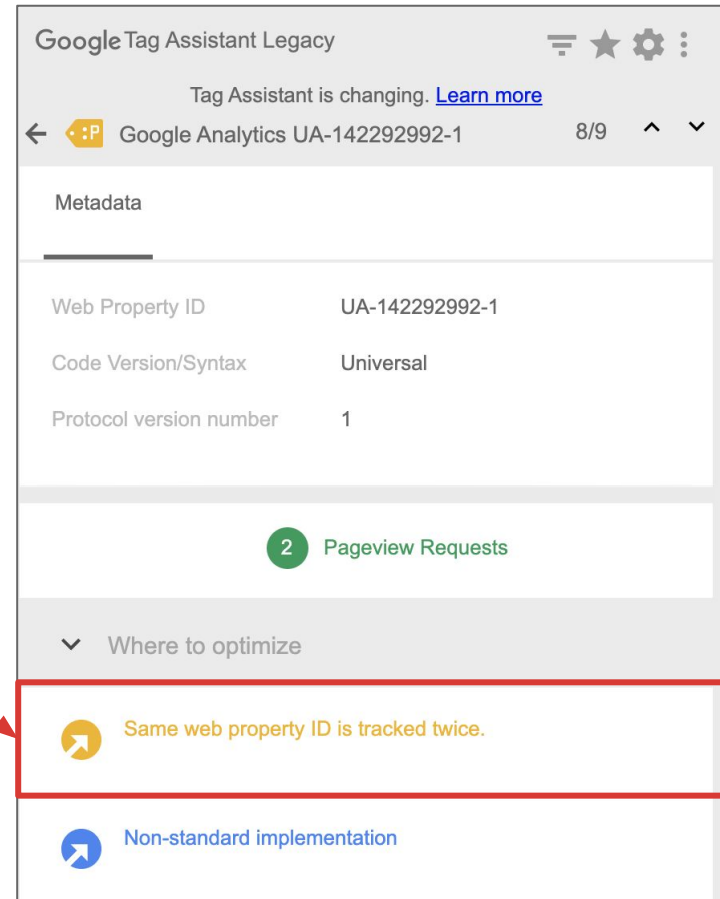 Google Tag Assistant Legacy
Tag Assistant is changing. Learn more
Google Analytics UA-142292992-1 8/9
Metadata
Web Property ID UA-142292992-1
Code Version/Syntax Universal
Protocol version number 1
2 Pageview Requests
Where to optimize
Same web property ID is tracked twice.
Non-standard implementation